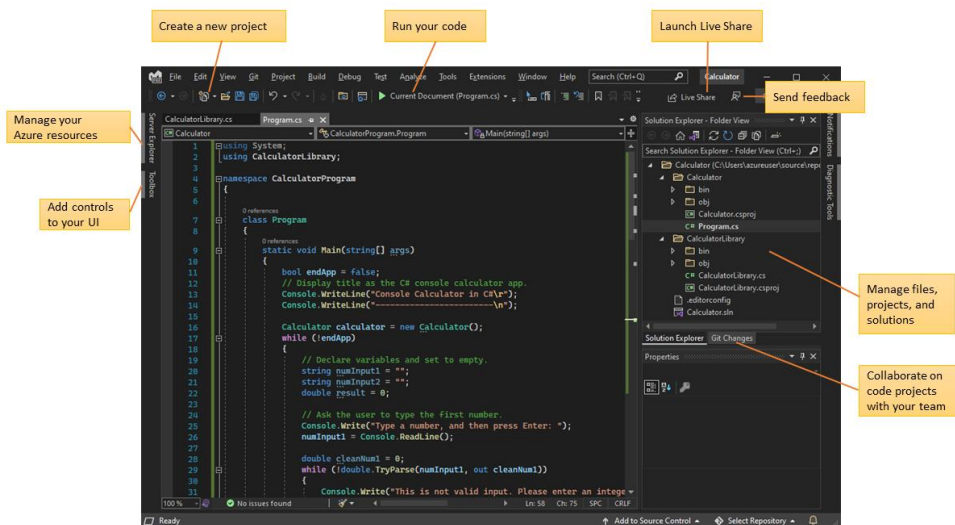 Create a new project
Run your code
Launch Live Share
File Edit View Git Project Build Debug Test Analyze Tools Extensions Window Help Search (Ctrl+Q) Calculator
Current Document (Program.cs) Live Share
Send feedback
Manage your
Azure resources
Add controls
to your UI
Server Explorer
Toolbox
CalculatorLibrary.cs Program.cs
Calculator CalculatorProgram.Program Main(string[] args)
1 using System;
2 using CalculatorLibrary;
3
4 namespace CalculatorProgram
5 {
6
0 references
7 class Program
8 {
0 references
9 static void Main(string[] args)
10 {
11 bool endApp = false;
12 // Display title as the C# console calculator app.
13 Console.WriteLine("Console Calculator in C#\r");
14 Console.WriteLine("------------------------\n");
15
16 Calculator calculator = new Calculator();
17 while (!endApp)
18 {
19 // Declare variables and set to empty.
20 string numInput1 = "";
21 string numInput2 = "";
22 double result = 0;
23
24 // Ask the user to type the first number.
25 Console.Write("Type a number, and then press Enter: ");
26 numInput1 = Console.ReadLine();
27
28 double cleanNum1 = 0;
29 while (!double.TryParse(numInput1, out cleanNum1))
30 {
31 Console.Write("This is not valid input. Please enter an intege
100 % No issues found Ln: 58 Ch: 75 SPC CRLF
Solution Explorer - Folder View
Search Solution Explorer - Folder View (Ctrl+;)
Calculator (C:\Users\azureuser\source\repo
Calculator
bin
obj
Calculator.csproj
C# Program.cs
CalculatorLibrary
bin
obj
C# CalculatorLibrary.cs
CalculatorLibrary.csproj
.editorconfig
Calculator.sln
Solution Explorer Git Changes
Properties
Notifications
Diagnostic Tools
Manage files,
projects, and
solutions
Collaborate on
code projects
with your team
Ready Add to Source Control Select Repository